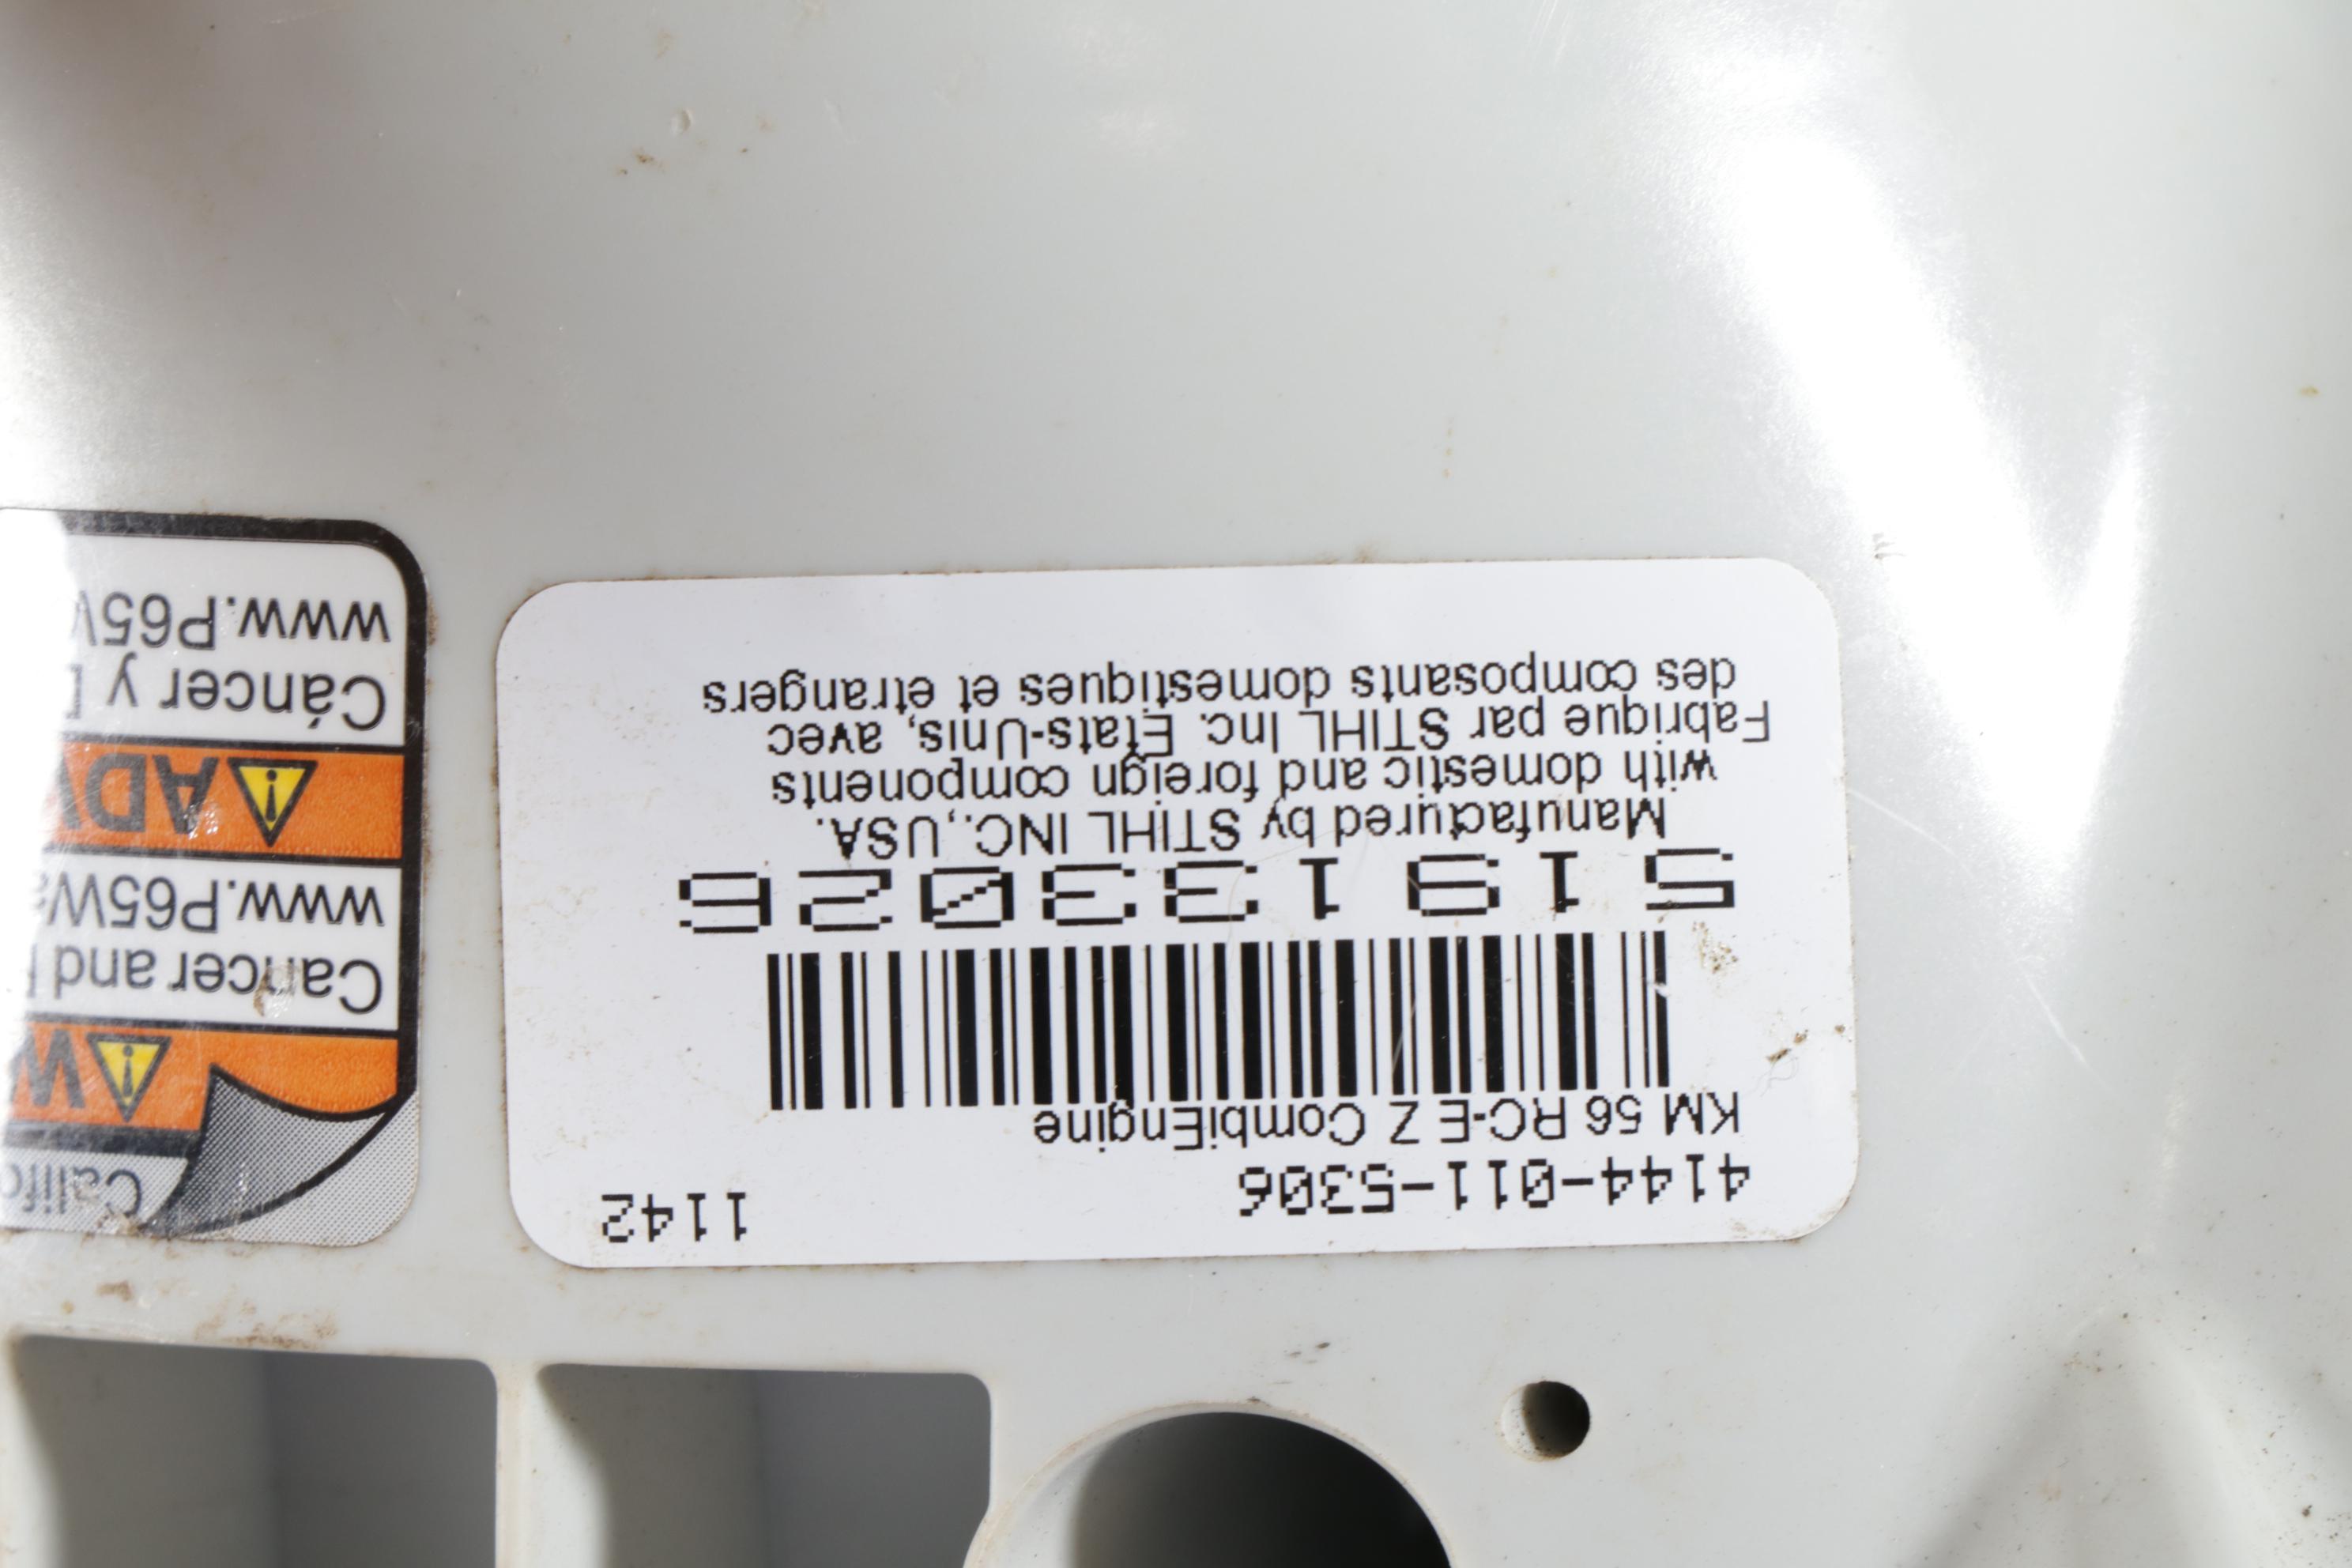 4144-011-5306 1142
KM 56 RC-E Z CombiEngine
519133026
Manufactured by STIHL INC., USA.
with domestic and foreign components
Fabrique par STIHL Inc. États-Unis, avec
des composants domestiques et etrangers
Califo
W
Cancer and
www.P65Wa
ADV
Cáncer y
www.P65W